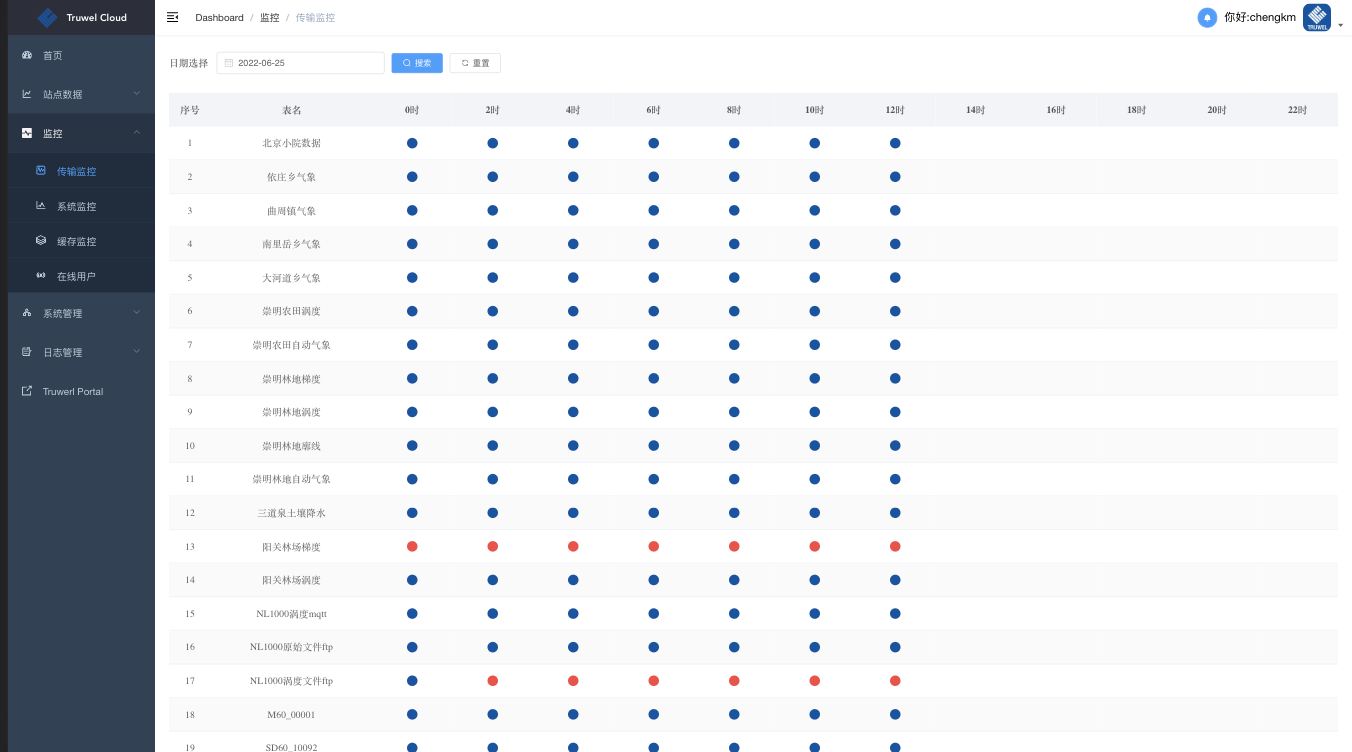 Truwel Cloud
首页
站点数据
监控
传输监控
系统监控
缓存监控
在线用户
系统管理
日志管理
Truwerl Portal
Dashboard / 监控 / 传输监控
你好:chengkm
TRUWEL
日期选择 2022-06-25 搜索 重置
序号 表名 0时 2时 4时 6时 8时 10时 12时 14时 16时 18时 20时 22时
1 北京小院数据
2 依庄乡气象
3 曲周镇气象
4 南里岳乡气象
5 大河道乡气象
6 崇明农田涡度
7 崇明农田自动气象
8 崇明林地梯度
9 崇明林地涡度
10 崇明林地廓线
11 崇明林地自动气象
12 三道泉土壤降水
13 阳关林场梯度
14 阳关林场涡度
15 NL1000涡度mqtt
16 NL1000原始文件ftp
17 NL1000涡度文件ftp
18 M60_00001
19 SD60_10092